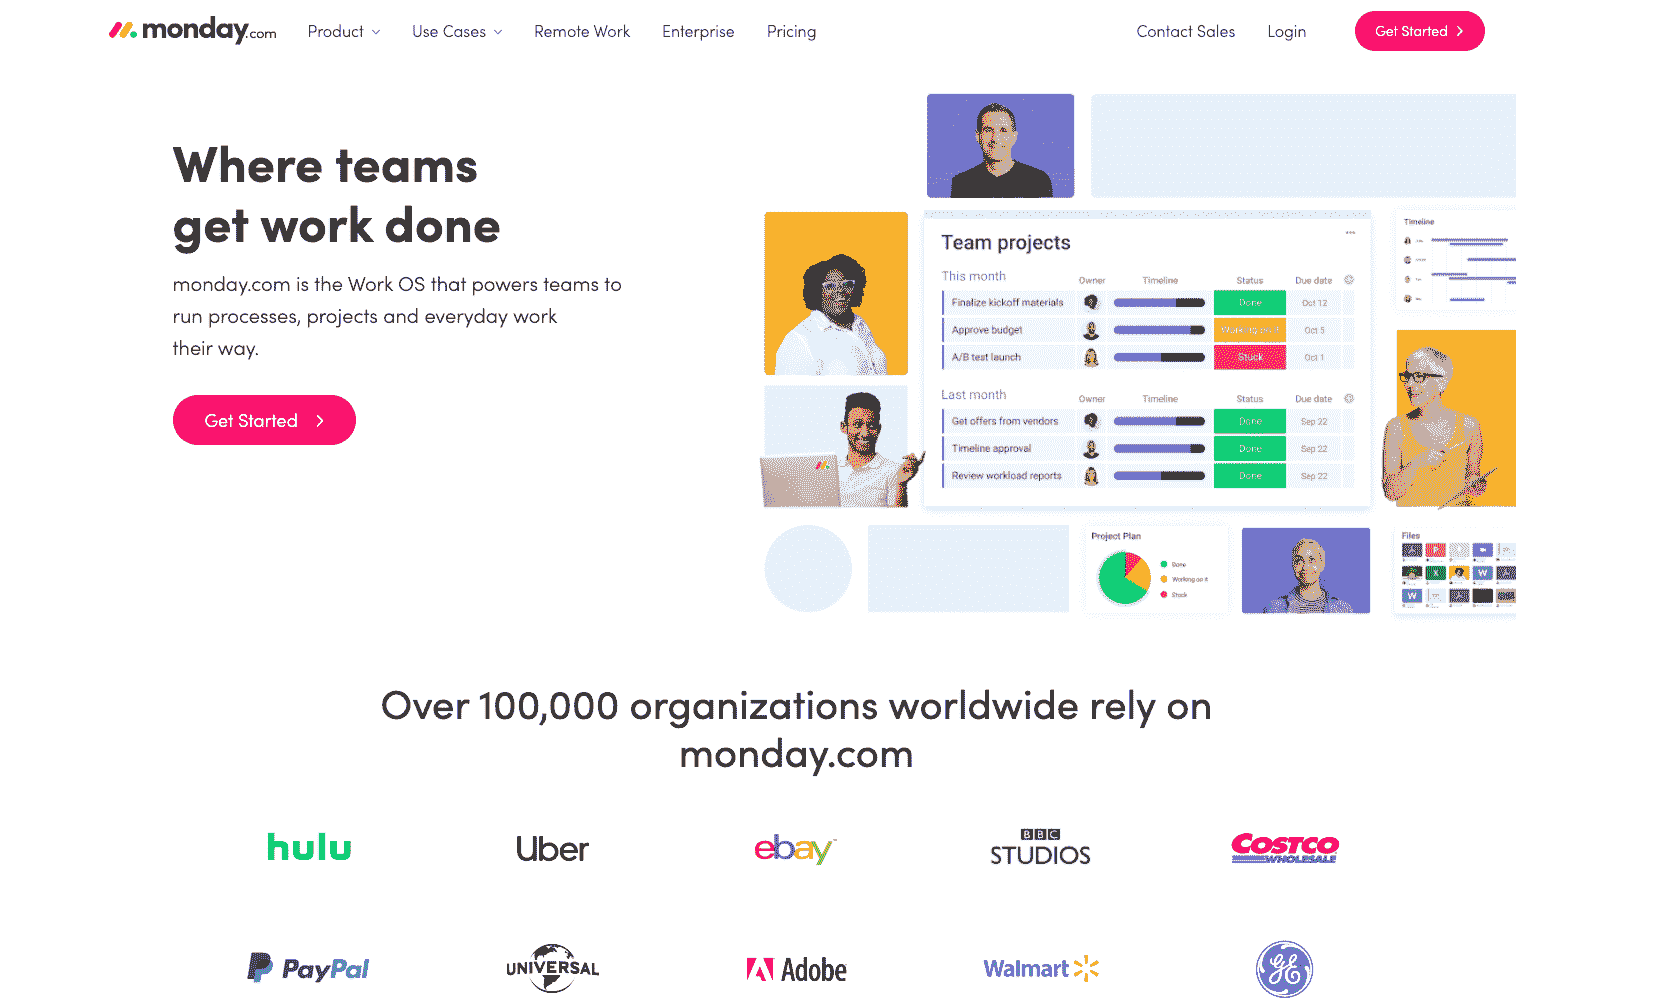 monday.com
Product
Use Cases
Remote Work
Enterprise
Pricing
Contact Sales
Login
Get Started
Where teams
get work done
monday.com is the Work OS that powers teams to
run processes, projects and everyday work
their way.
Get Started
Team projects
This month Owner Timeline Status Due date
Finalize kickoff materials Done Oct 12
Approve budget Working on it Oct 5
A/B test launch Stuck Oct 1
Last month Owner Timeline Status Due date
Get offers from vendors Done Sep 22
Timeline approval Done Sep 22
Review workload reports Done Sep 22
Timeline
Project Plan
Done
Working on it
Stuck
Files
Over 100,000 organizations worldwide rely on
monday.com
hulu
Uber
ebay
BBC
STUDIOS
COSTCO
WHOLESALE
PayPal
UNIVERSAL
Adobe
Walmart
GE